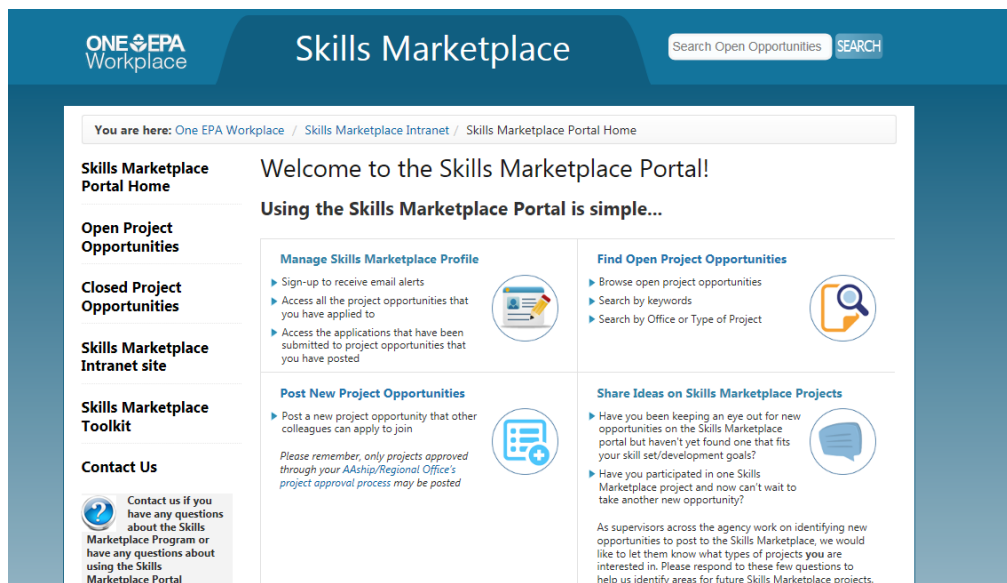 ONE EPA
Workplace
Skills Marketplace
Search Open Opportunities
SEARCH
You are here: One EPA Workplace / Skills Marketplace Intranet / Skills Marketplace Portal Home
Skills Marketplace
Portal Home
Open Project
Opportunities
Closed Project
Opportunities
Skills Marketplace
Intranet site
Skills Marketplace
Toolkit
Contact Us
Contact us if you
have any questions
about the Skills
Marketplace Program or
have any questions about
using the Skills
Marketplace Portal
Welcome to the Skills Marketplace Portal!
Using the Skills Marketplace Portal is simple...
Manage Skills Marketplace Profile
Sign-up to receive email alerts
Access all the project opportunities that
you have applied to
Access the applications that have been
submitted to project opportunities that
you have posted
Find Open Project Opportunities
Browse open project opportunities
Search by keywords
Search by Office or Type of Project
Post New Project Opportunities
Post a new project opportunity that other
colleagues can apply to join
Please remember, only projects approved
through your AAship/Regional Office's
project approval process may be posted
Share Ideas on Skills Marketplace Projects
Have you been keeping an eye out for new
opportunities on the Skills Marketplace
portal but haven't yet found one that fits
your skill set/development goals?
Have you participated in one Skills
Marketplace project and now can't wait to
take another new opportunity?
As supervisors across the agency work on identifying new
opportunities to post to the Skills Marketplace, we would
like to let them know what types of projects you are
interested in. Please respond to these few questions to
help us identify areas for future Skills Marketplace projects.